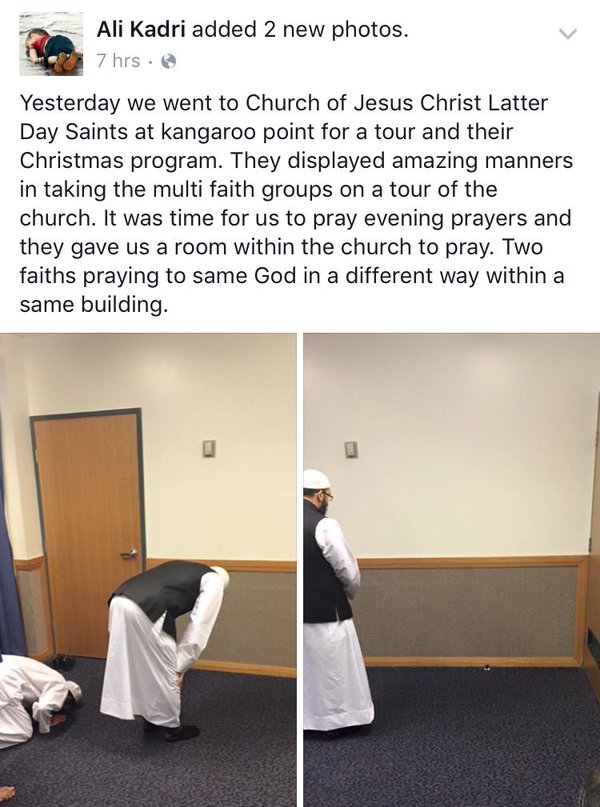 Ali Kadri added 2 new photos.
7 hrs ·
Yesterday we went to Church of Jesus Christ Latter
Day Saints at kangaroo point for a tour and their
Christmas program. They displayed amazing manners
in taking the multi faith groups on a tour of the
church. It was time for us to pray evening prayers and
they gave us a room within the church to pray. Two
faiths praying to same God in a different way within a
same building.